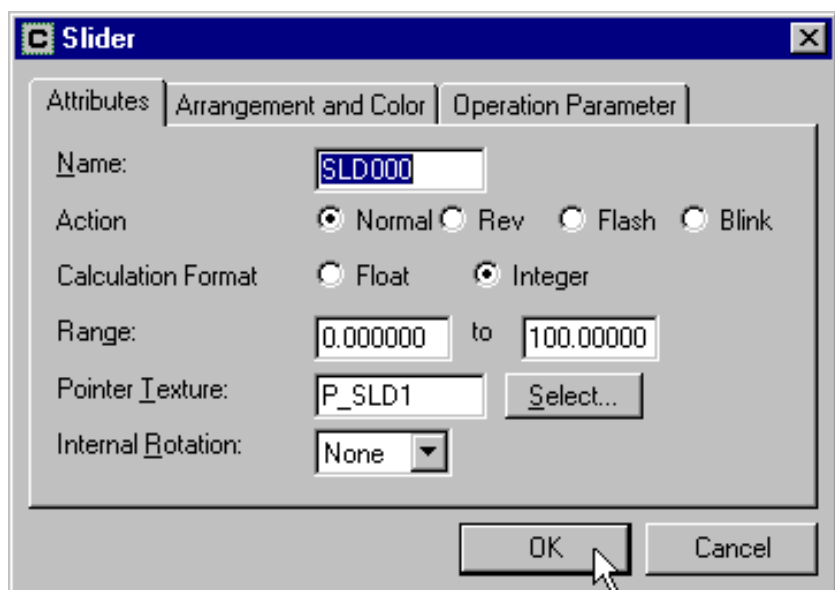 C Slider
Attributes Arrangement and Color Operation Parameter
Name: SLD000
Action Normal Rev Flash Blink
Calculation Format Float Integer
Range: 0.000000 to 100.00000
Pointer Texture: P_SLD1 Select...
Internal Rotation: None
OK Cancel